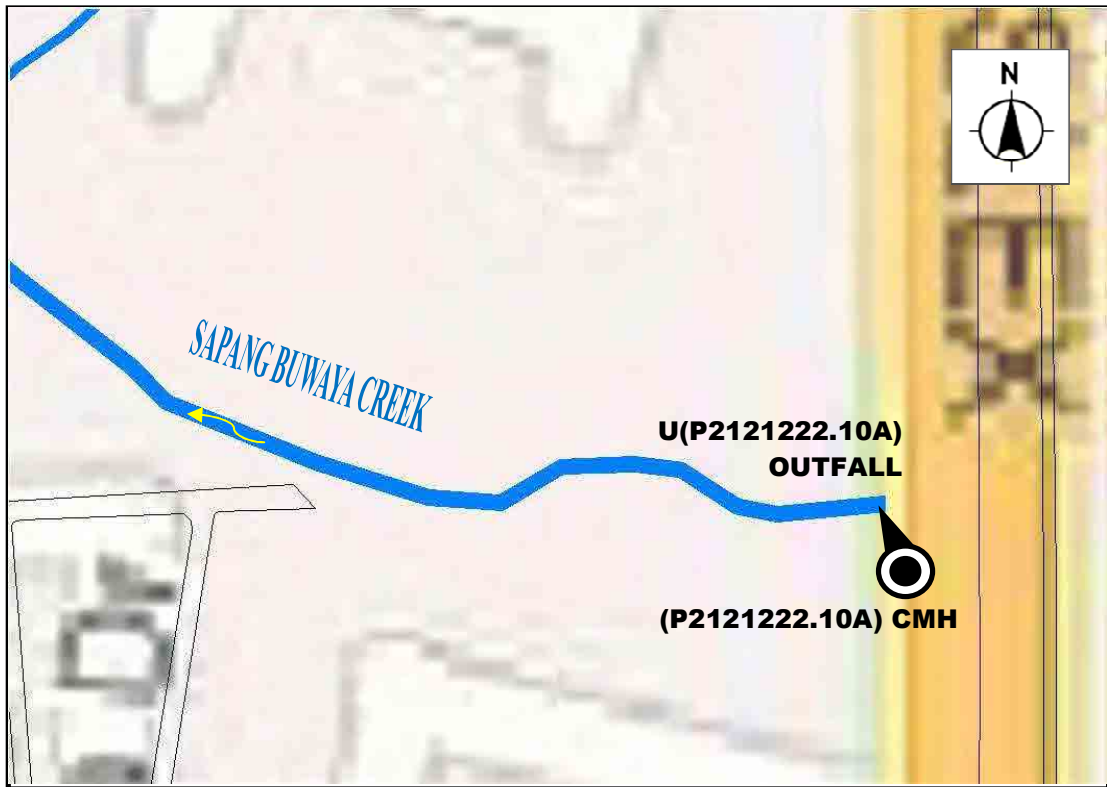 N
SAPANG BUWAYA CREEK
U(P2121222.10A)
OUTFALL
(P2121222.10A) CMH